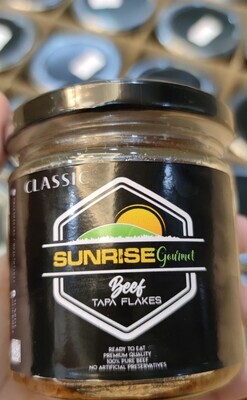 CLASSIC
SUNRISE Gourmet
Beef
TAPA FLAKES
READY TO EAT
PREMIUM QUALITY
100% PURE BEEF
NO ARTIFICIAL PRESERVATIVES